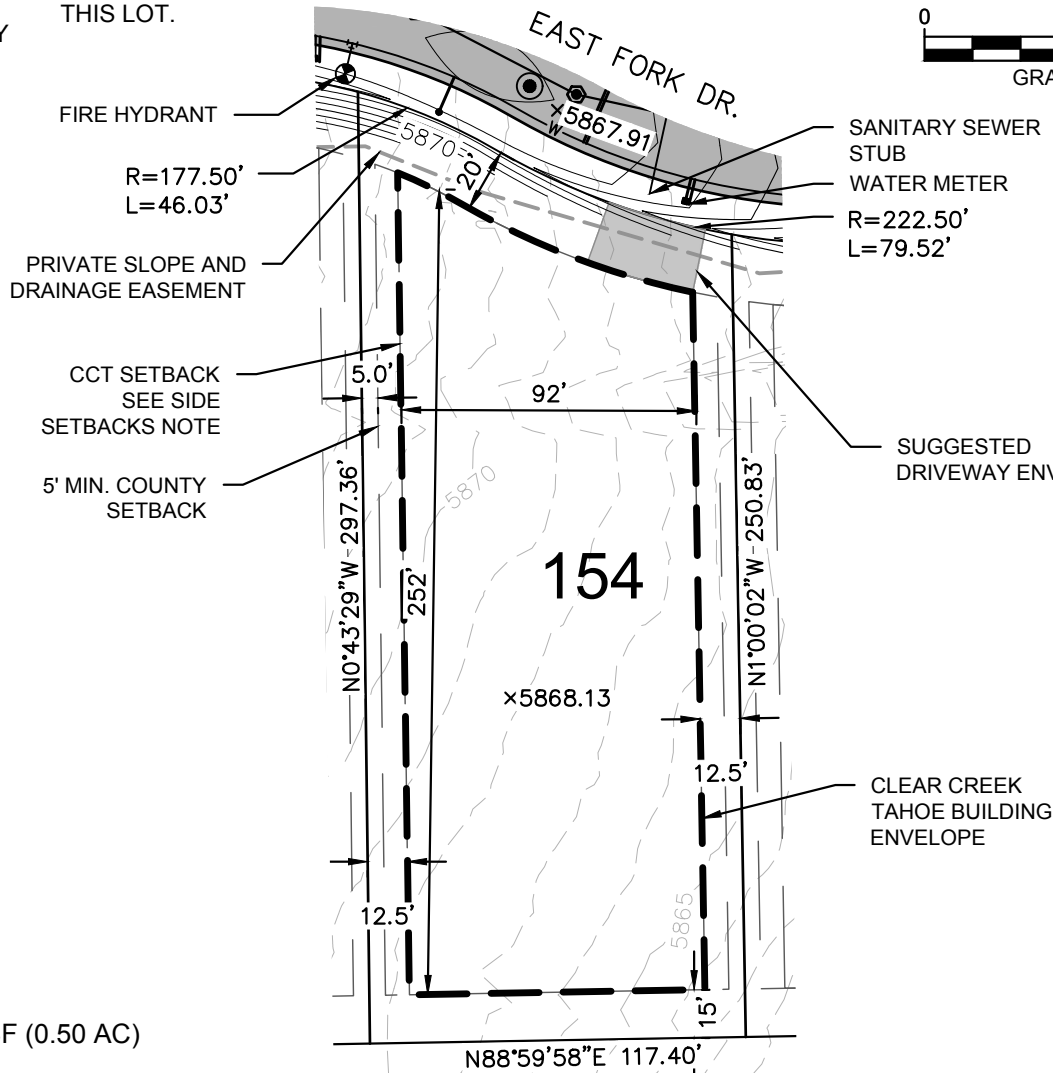 THIS LOT.
Y
0
GRA
EAST FORK DR.
FIRE HYDRANT
×5867.91
W
SANITARY SEWER
STUB
5870
20'
R=177.50'
L=46.03'
WATER METER
R=222.50'
L=79.52'
PRIVATE SLOPE AND
DRAINAGE EASEMENT
CCT SETBACK
SEE SIDE
SETBACKS NOTE
5.0'
92'
SUGGESTED
DRIVEWAY ENV
5' MIN. COUNTY
SETBACK
5870
N0°43'29"W 297.36'
252'
154
N1°00'02"W 250.83'
×5868.13
12.5'
CLEAR CREEK
TAHOE BUILDING
ENVELOPE
12.5'
5865
15'
F (0.50 AC)
N88°59'58"E 117.40'